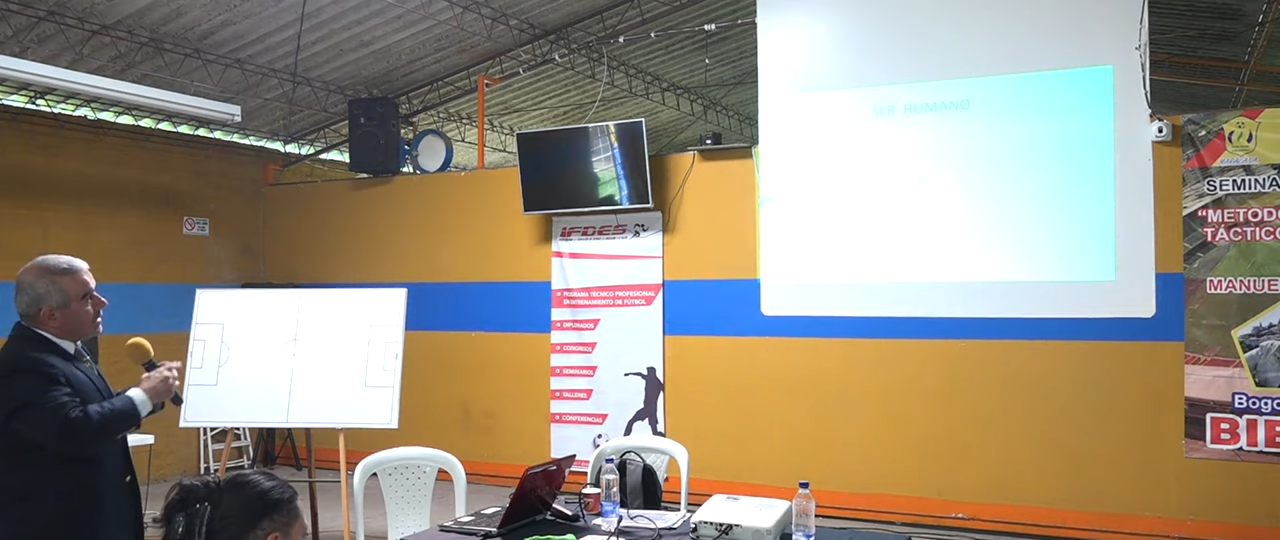 SER HUMANO
IFDES
PROGRAMA TÉCNICO PROFESIONAL
EN ENTRENAMIENTO DE FÚTBOL
DIPLOMADOS
CONGRESOS
SEMINARIOS
TALLERES
CONFERENCIAS
MARACANÁ
SEMINA
"METODO
TÁCTICO
MANUE
Bogo
BIE